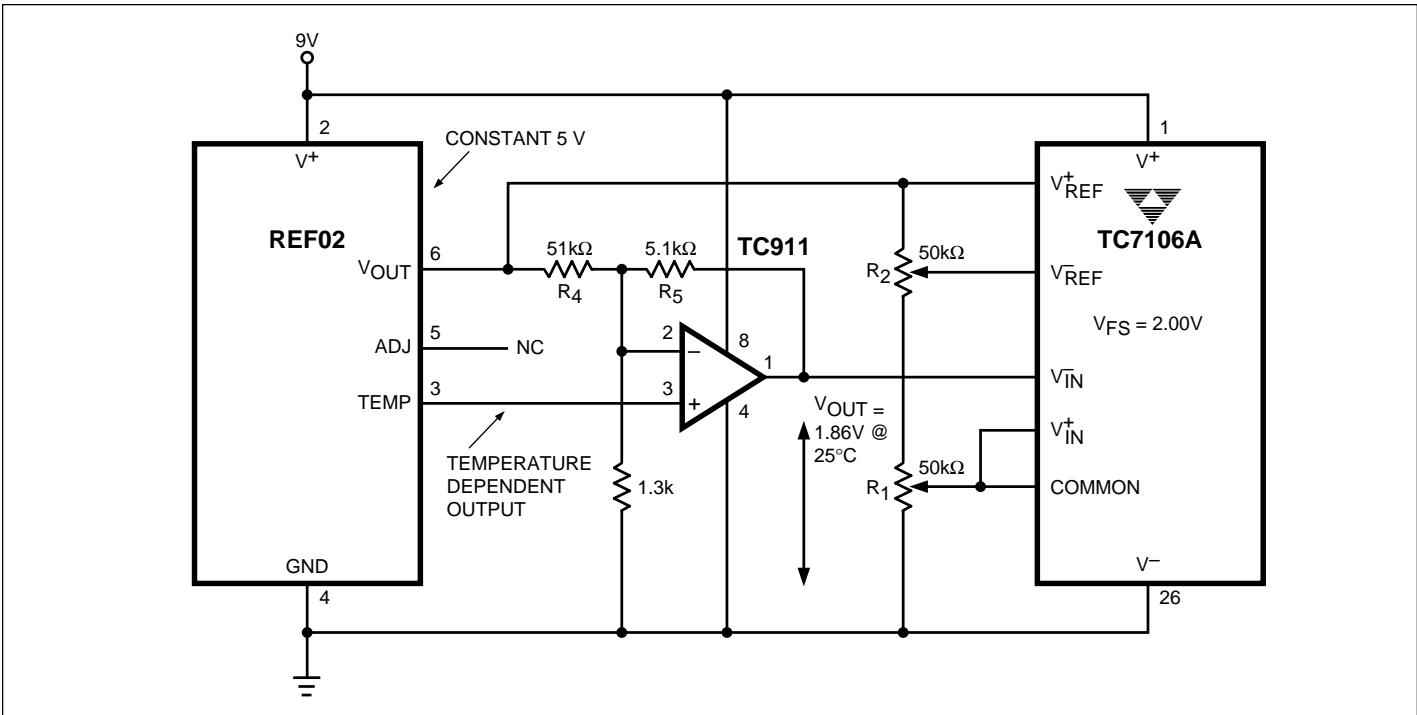 9V
2
V+
CONSTANT 5 V
REF02
6
VOUT
51kΩ
R4
5.1kΩ
R5
TC911
5
ADJ
NC
3
TEMP
2
–
3
+
8
1
4
TEMPERATURE
DEPENDENT
OUTPUT
1.3k
GND
4
VOUT =
1.86V @
25°C
50kΩ
R2
50kΩ
R1
1
V+
V+REF
TC7106A
V–REF
VFS = 2.00V
V–IN
V+IN
COMMON
V–
26